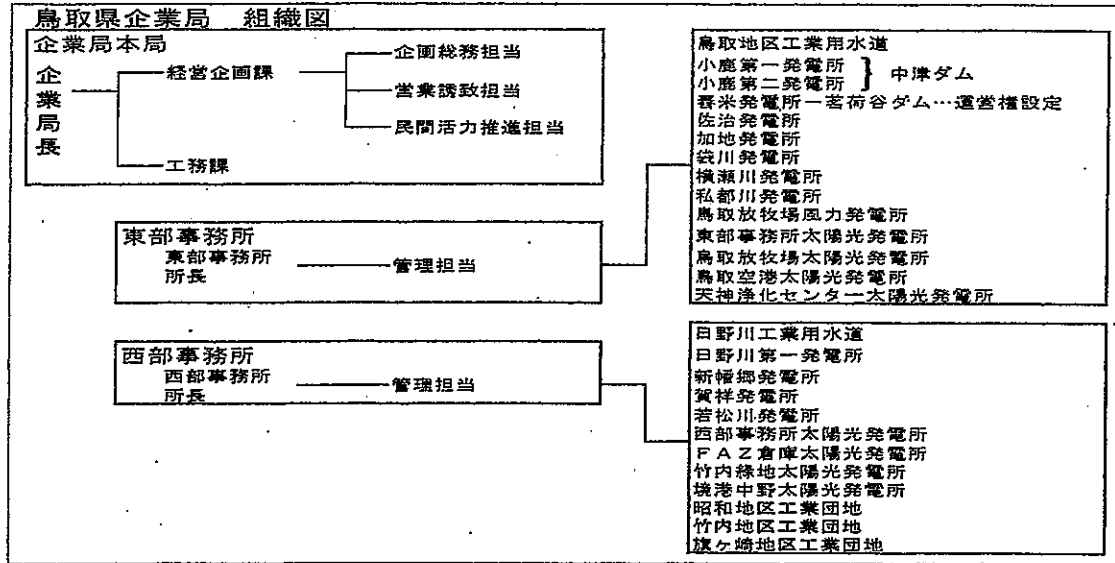 鳥取県企業局　組織図
企業局本局
企業局長
経営企画課
企画総務担当
営業誘致担当
民間活力推進担当
工務課
東部事務所
東部事務所
所長
管理担当
西部事務所
西部事務所
所長
管理担当
鳥取地区工業用水道
小鹿第一発電所
小鹿第二発電所
} 中津ダム
舂米発電所－茗荷谷ダム…運営権設定
佐治発電所
加地発電所
袋川発電所
横瀬川発電所
私都川発電所
鳥取放牧場風力発電所
東部事務所太陽光発電所
鳥取放牧場太陽光発電所
鳥取空港太陽光発電所
天神浄化センター太陽光発電所
日野川工業用水道
日野川第一発電所
新幡郷発電所
賀祥発電所
若松川発電所
西部事務所太陽光発電所
ＦＡＺ倉庫太陽光発電所
竹内緑地太陽光発電所
境港中野太陽光発電所
昭和地区工業団地
竹内地区工業団地
旗ヶ崎地区工業団地